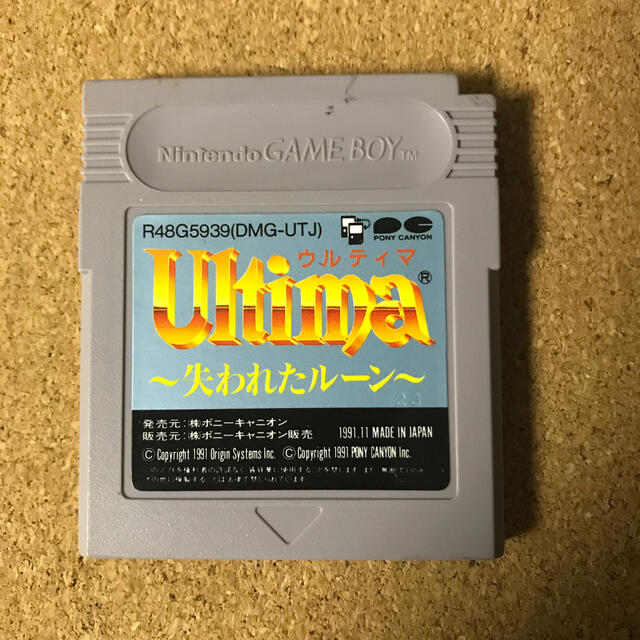 Nintendo GAME BOY TM
R48G5939(DMG-UTJ)
PONY CANYON
ウルティマ
Ultima®
～失われたルーン～
23
発売元：㈱ポニーキャニオン
販売元：㈱ポニーキャニオン販売
1991.11 MADE IN JAPAN
© Copyright 1991 Origin Systems Inc. © Copyright 1991 PONY CANYON Inc.